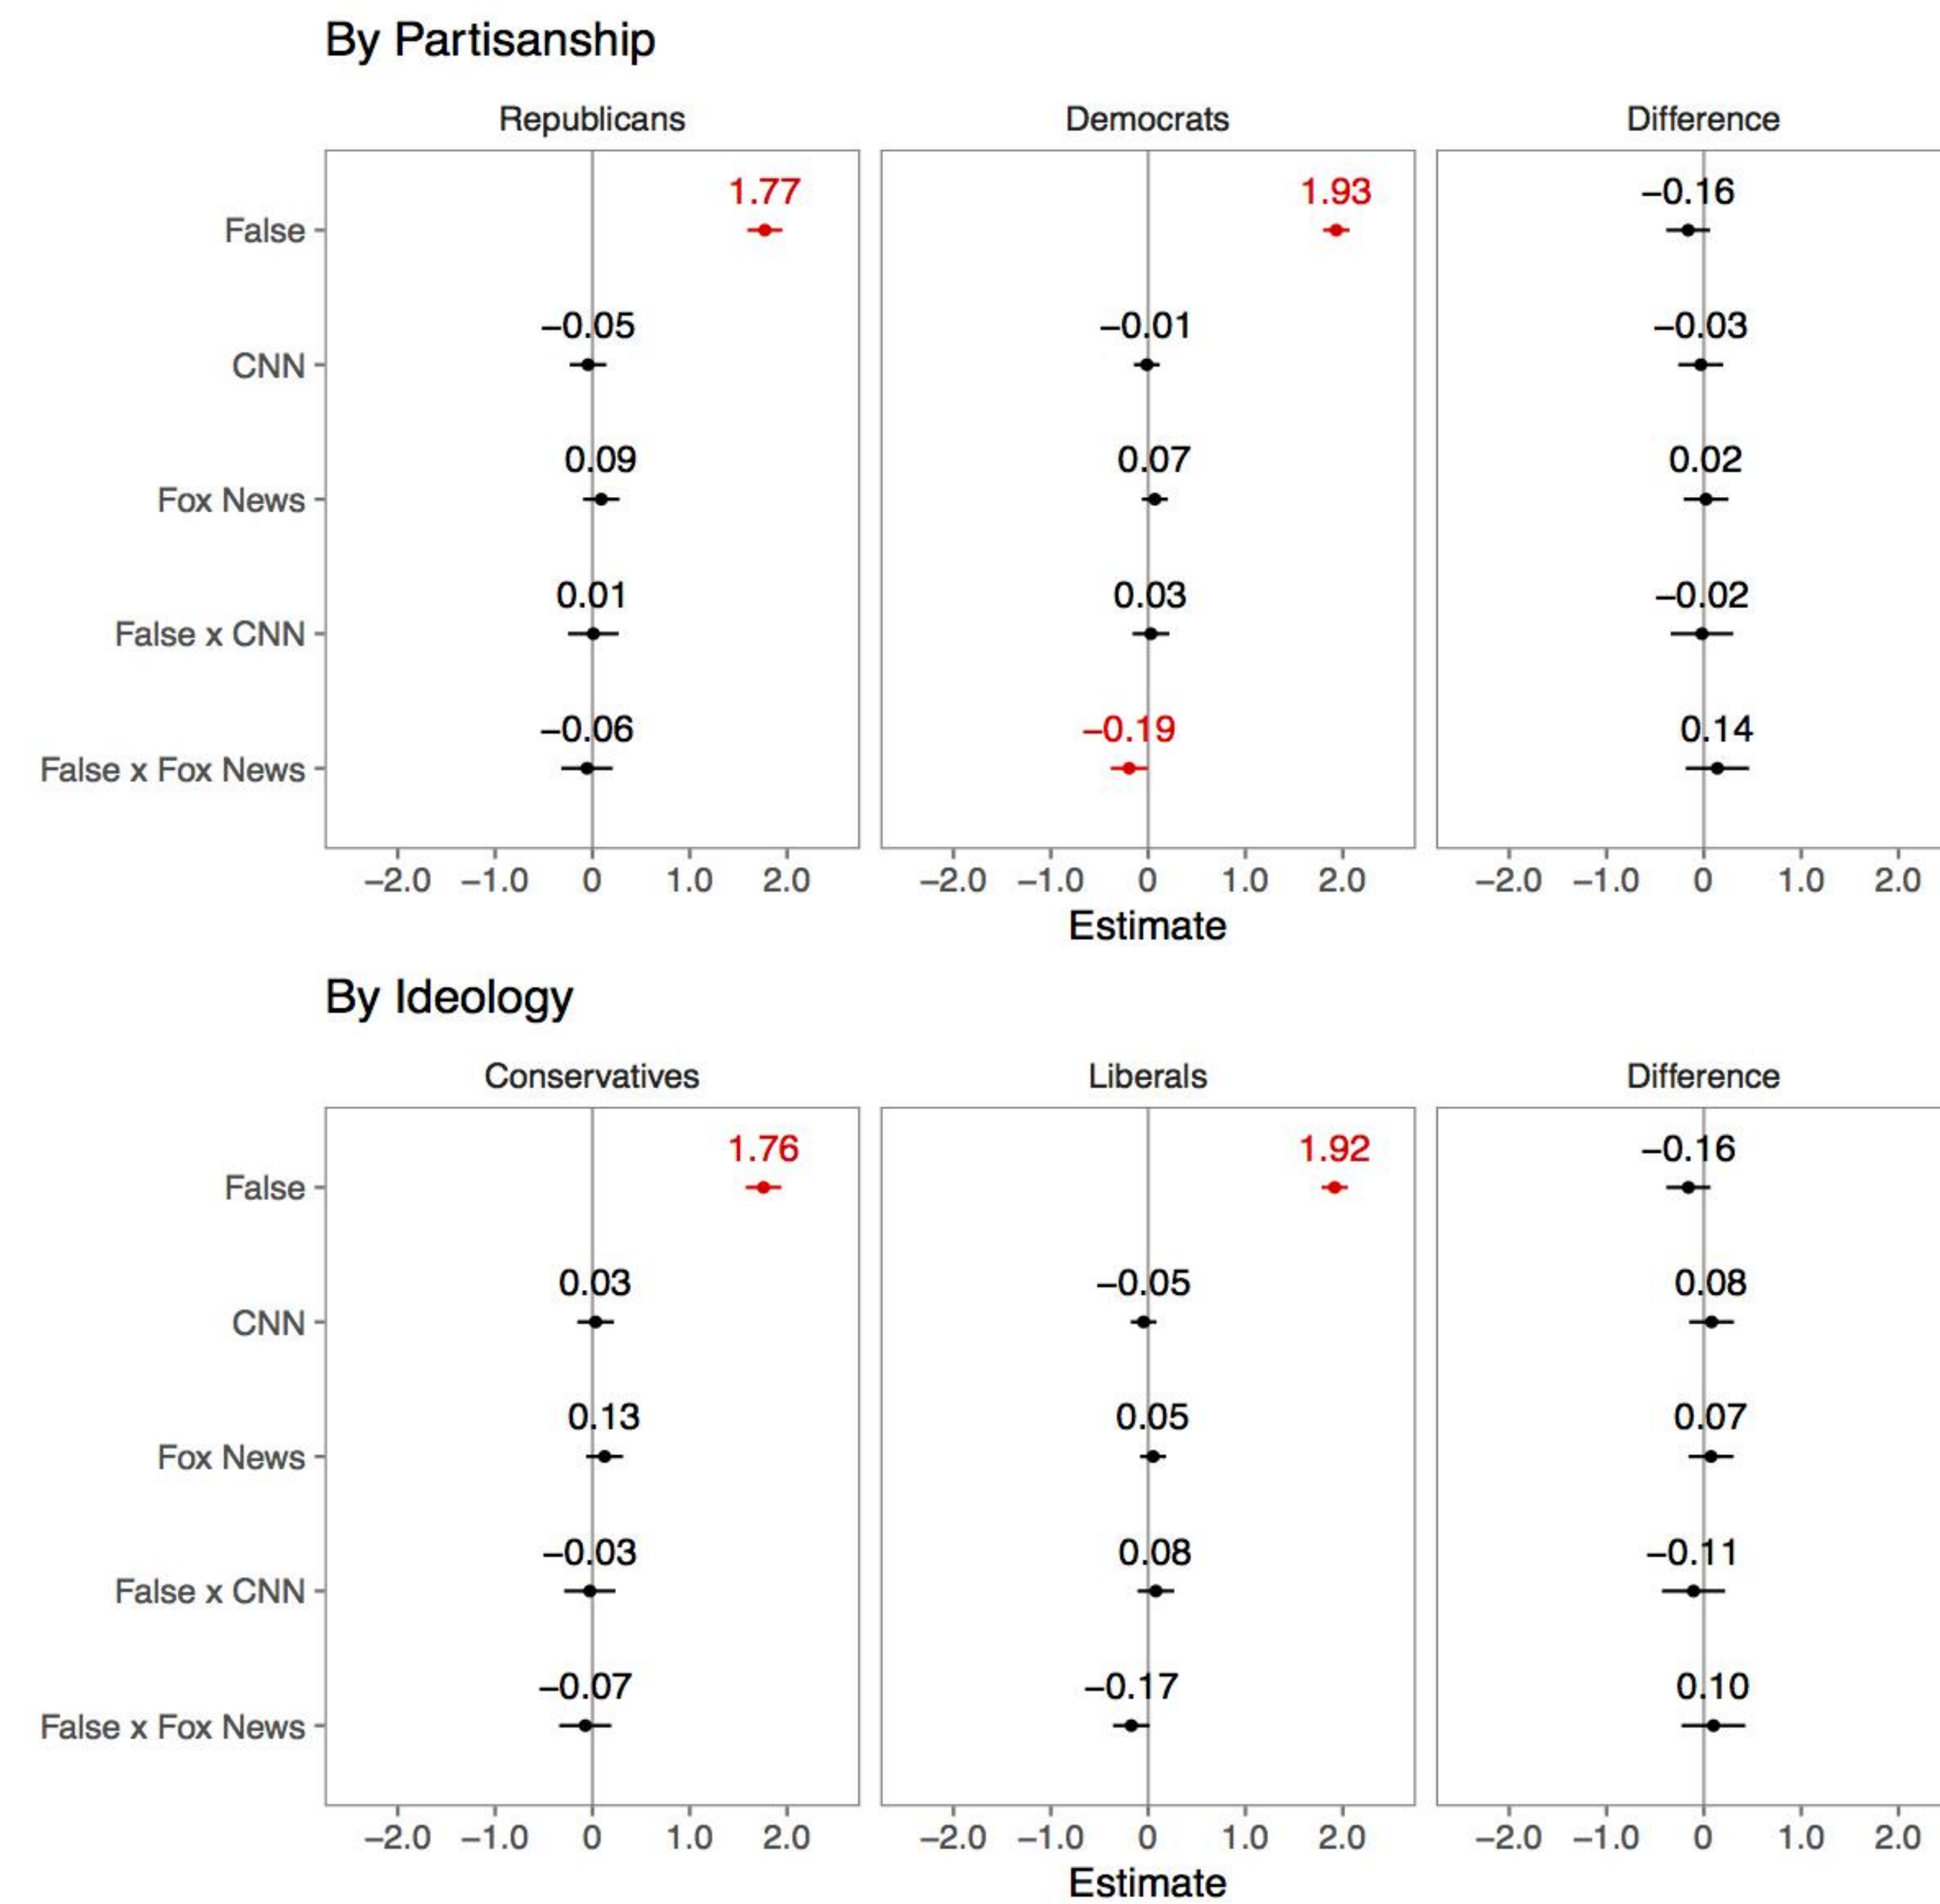 By Partisanship
Republicans Democrats Difference
1.77 1.93 −0.16
False
−0.05 −0.01 −0.03
CNN
0.09 0.07 0.02
Fox News
0.01 0.03 −0.02
False x CNN
−0.06 −0.19 0.14
False x Fox News
−2.0 −1.0 0 1.0 2.0 −2.0 −1.0 0 1.0 2.0 −2.0 −1.0 0 1.0 2.0
Estimate
By Ideology
Conservatives Liberals Difference
1.76 1.92 −0.16
False
0.03 −0.05 0.08
CNN
0.13 0.05 0.07
Fox News
−0.03 0.08 −0.11
False x CNN
−0.07 −0.17 0.10
False x Fox News
−2.0 −1.0 0 1.0 2.0 −2.0 −1.0 0 1.0 2.0 −2.0 −1.0 0 1.0 2.0
Estimate